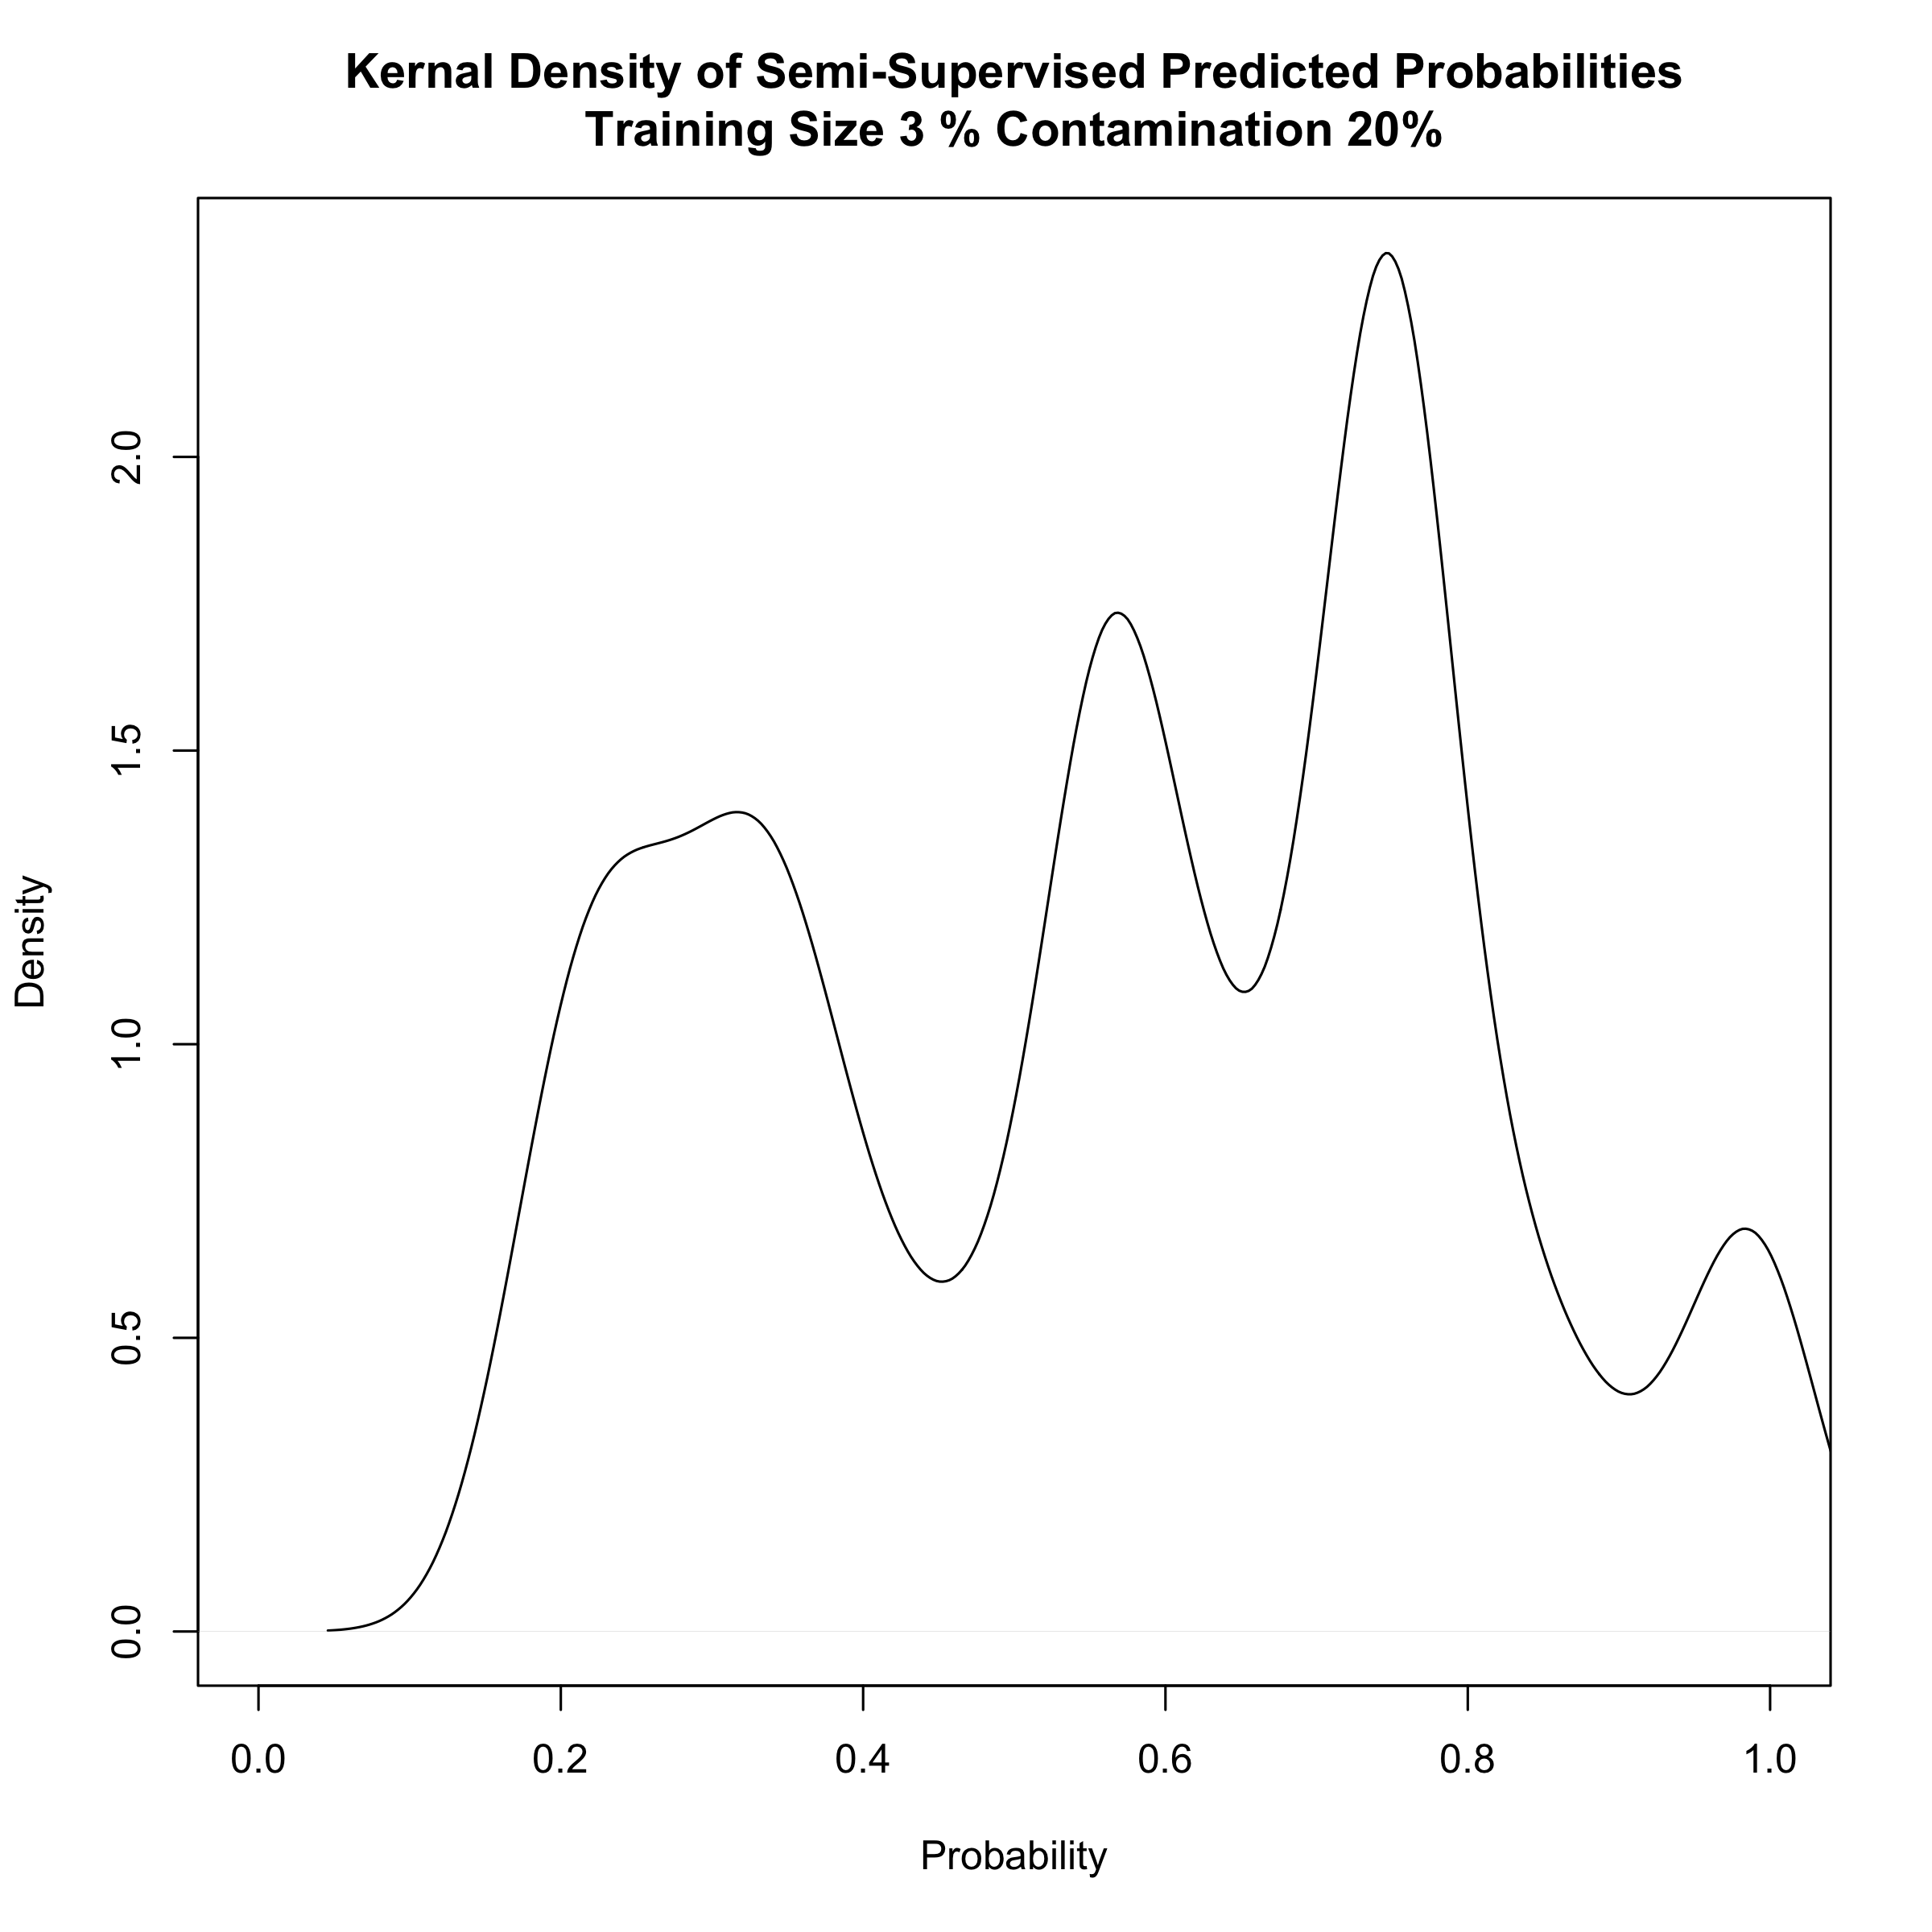 Kernal Density of Semi-Supervised Predicted Probabilities
Training Size 3 % Contamination 20%
Density
2.0
1.5
1.0
0.5
0.0
0.0 0.2 0.4 0.6 0.8 1.0
Probability